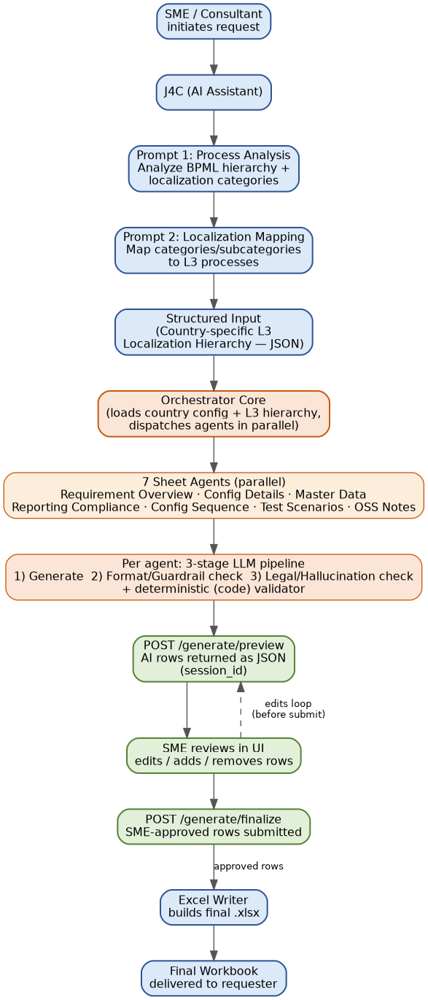 SME / Consultant
initiates request
J4C (AI Assistant)
Prompt 1: Process Analysis
Analyze BPML hierarchy +
localization categories
Prompt 2: Localization Mapping
Map categories/subcategories
to L3 processes
Structured Input
(Country-specific L3
Localization Hierarchy — JSON)
Orchestrator Core
(loads country config + L3 hierarchy,
dispatches agents in parallel)
7 Sheet Agents (parallel)
Requirement Overview · Config Details · Master Data
Reporting Compliance · Config Sequence · Test Scenarios · OSS Notes
Per agent: 3-stage LLM pipeline
1) Generate  2) Format/Guardrail check  3) Legal/Hallucination check
+ deterministic (code) validator
POST /generate/preview
AI rows returned as JSON
(session_id)
edits loop
(before submit)
SME reviews in UI
edits / adds / removes rows
POST /generate/finalize
SME-approved rows submitted
approved rows
Excel Writer
builds final .xlsx
Final Workbook
delivered to requester